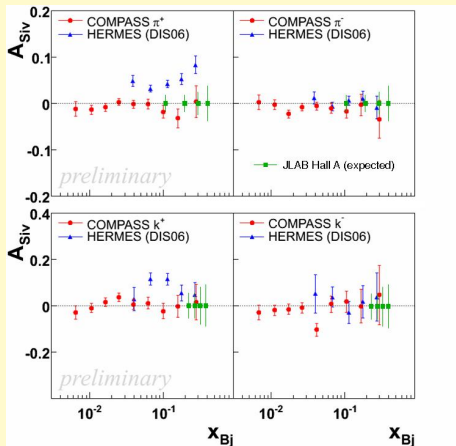 A_Siv
0.2
0.1
0
-0.1
-0.2
COMPASS π⁺
HERMES (DIS06)
preliminary
COMPASS π⁻
HERMES (DIS06)
JLAB Hall A (expected)
A_Siv
0.4
0.2
0
-0.2
COMPASS k⁺
HERMES (DIS06)
preliminary
COMPASS k⁻
HERMES (DIS06)
10⁻² 10⁻¹ 10⁻² 10⁻¹
x_Bj x_Bj